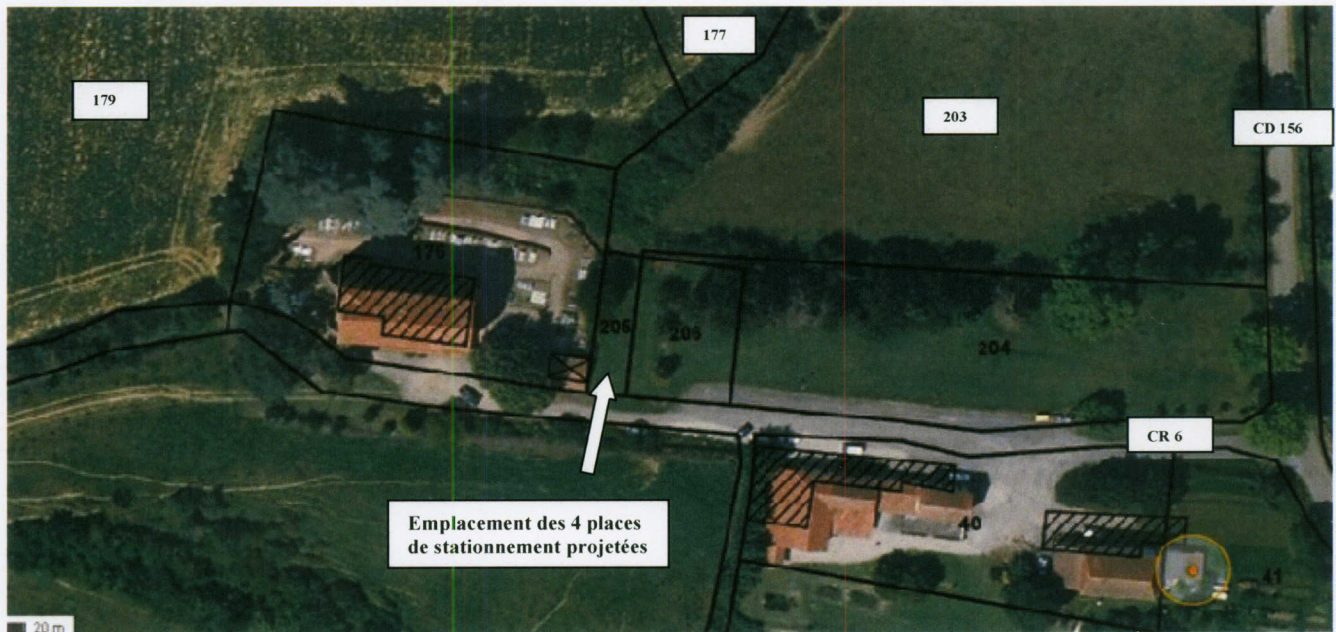 177
179
203
CD 156
176
205
206
204
CR 6
Emplacement des 4 places
de stationnement projetées
40
41
20 m